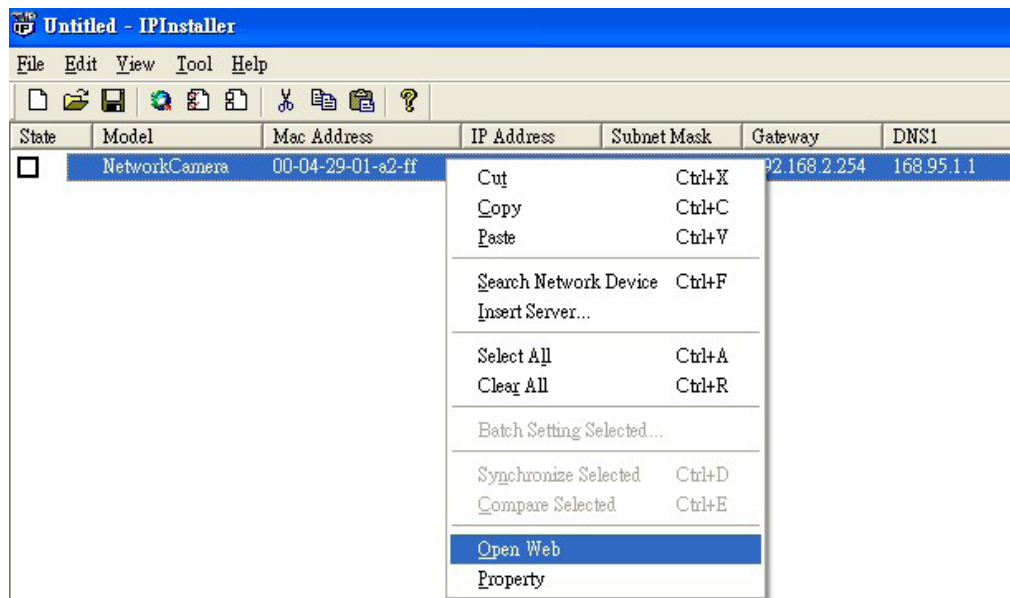 Untitled - IPInstaller
File Edit View Tool Help
State Model Mac Address IP Address Subnet Mask Gateway DNS1
NetworkCamera 00-04-29-01-a2-ff 92.168.2.254 168.95.1.1
Cut Ctrl+X
Copy Ctrl+C
Paste Ctrl+V
Search Network Device Ctrl+F
Insert Server...
Select All Ctrl+A
Clear All Ctrl+R
Batch Setting Selected...
Synchronize Selected Ctrl+D
Compare Selected Ctrl+E
Open Web
Property